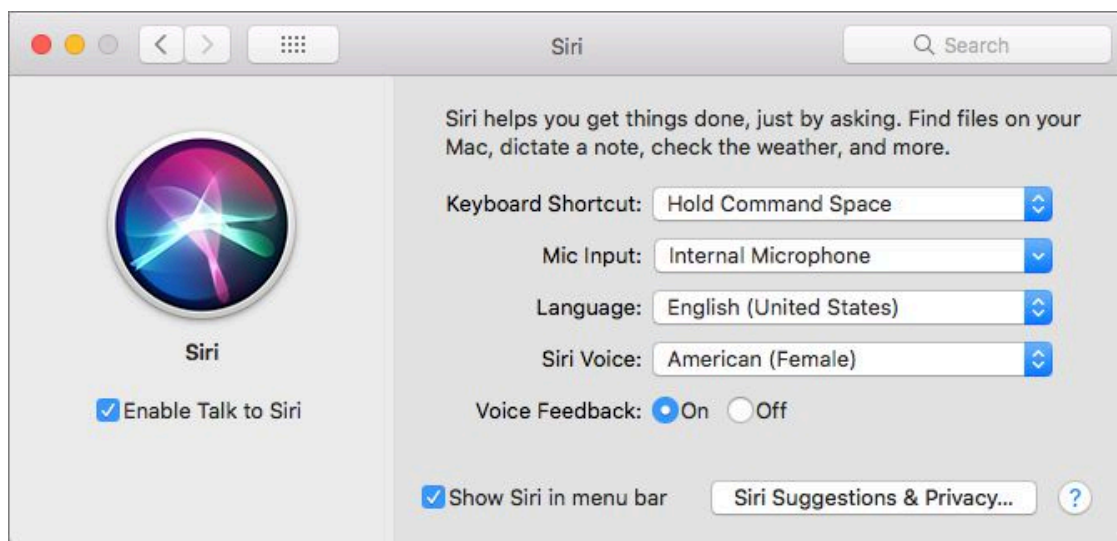 Siri
Search
Siri
Enable Talk to Siri
Siri helps you get things done, just by asking. Find files on your
Mac, dictate a note, check the weather, and more.
Keyboard Shortcut: Hold Command Space
Mic Input: Internal Microphone
Language: English (United States)
Siri Voice: American (Female)
Voice Feedback: On Off
Show Siri in menu bar Siri Suggestions & Privacy... ?